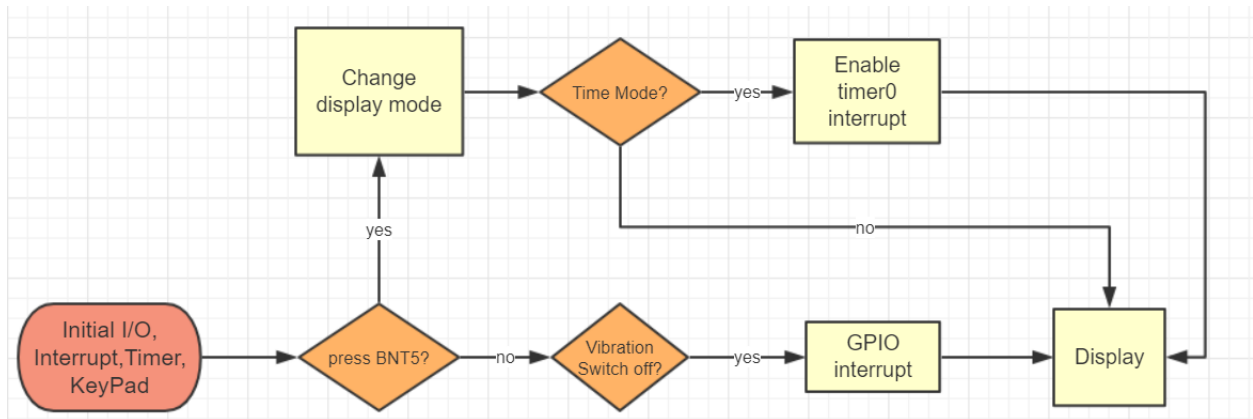 Change
display mode
Time Mode?
yes
Enable
timer0
interrupt
yes
no
Initial I/O,
Interrupt,Timer,
KeyPad
press BNT5?
no
Vibration
Switch off?
yes
GPIO
interrupt
Display